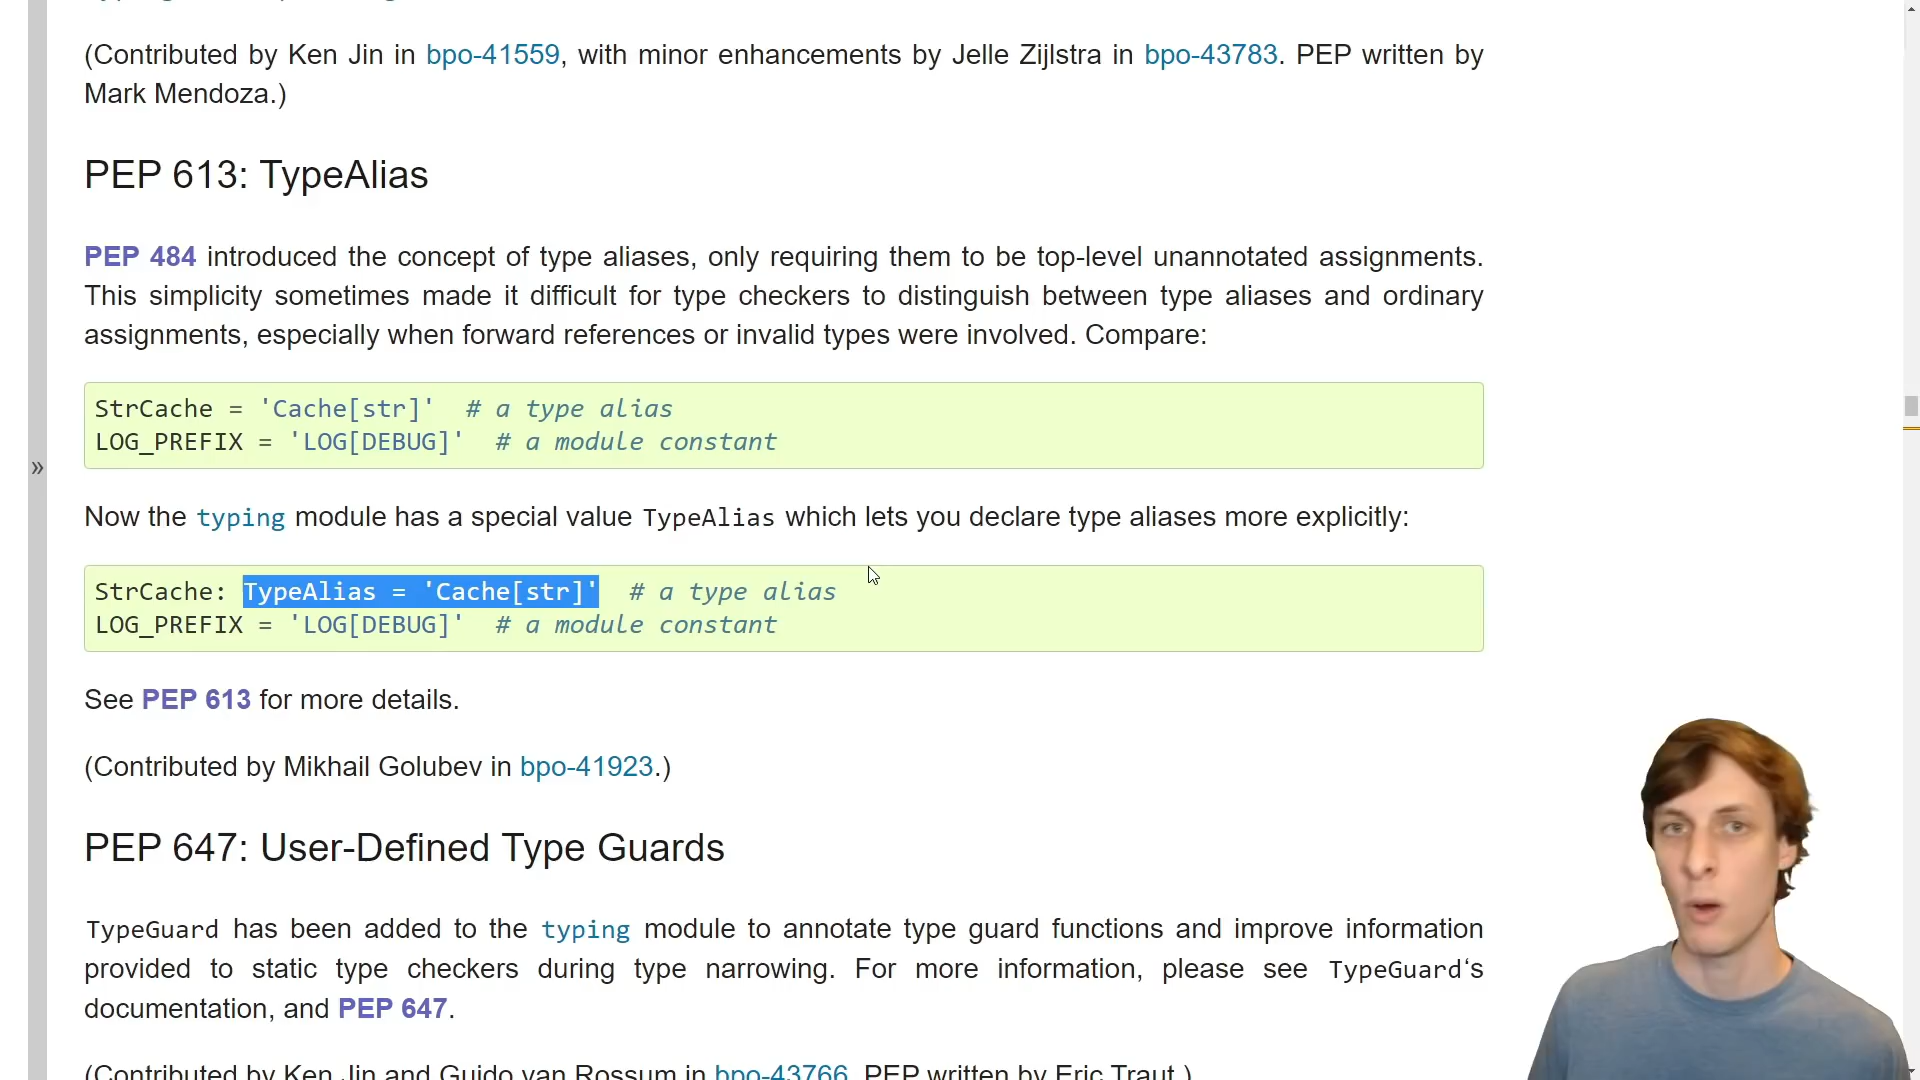 (Contributed by Ken Jin in bpo-41559, with minor enhancements by Jelle Zijlstra in bpo-43783. PEP written by
Mark Mendoza.)
PEP 613: TypeAlias
PEP 484 introduced the concept of type aliases, only requiring them to be top-level unannotated assignments.
This simplicity sometimes made it difficult for type checkers to distinguish between type aliases and ordinary
assignments, especially when forward references or invalid types were involved. Compare:
StrCache = 'Cache[str]'  # a type alias
LOG_PREFIX = 'LOG[DEBUG]'  # a module constant
»
Now the typing module has a special value TypeAlias which lets you declare type aliases more explicitly:
StrCache: TypeAlias = 'Cache[str]'  # a type alias
LOG_PREFIX = 'LOG[DEBUG]'  # a module constant
See PEP 613 for more details.
(Contributed by Mikhail Golubev in bpo-41923.)
PEP 647: User-Defined Type Guards
TypeGuard has been added to the typing module to annotate type guard functions and improve information
provided to static type checkers during type narrowing. For more information, please see TypeGuard‘s
documentation, and PEP 647.
(Contributed by Ken Jin and Guido van Rossum in bpo-43766. PEP written by Eric Traut.)